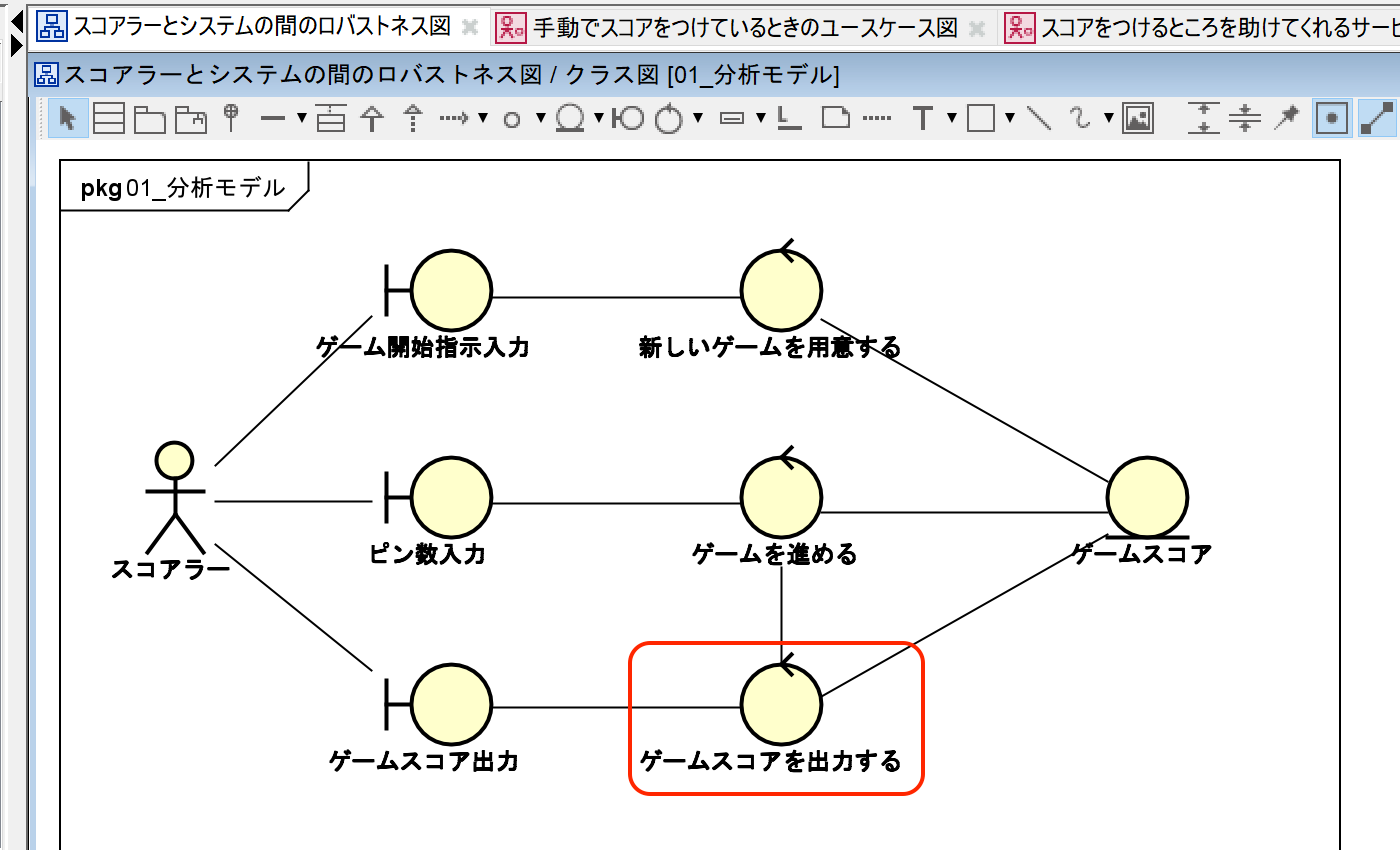 スコアラーとシステムの間のロバストネス図
手動でスコアをつけているときのユースケース図
スコアをつけるところを助けてくれるサービ
スコアラーとシステムの間のロバストネス図 / クラス図 [01_分析モデル]
pkg 01_分析モデル
ゲーム開始指示入力
新しいゲームを用意する
スコアラー
ピン数入力
ゲームを進める
ゲームスコア
ゲームスコア出力
ゲームスコアを出力する